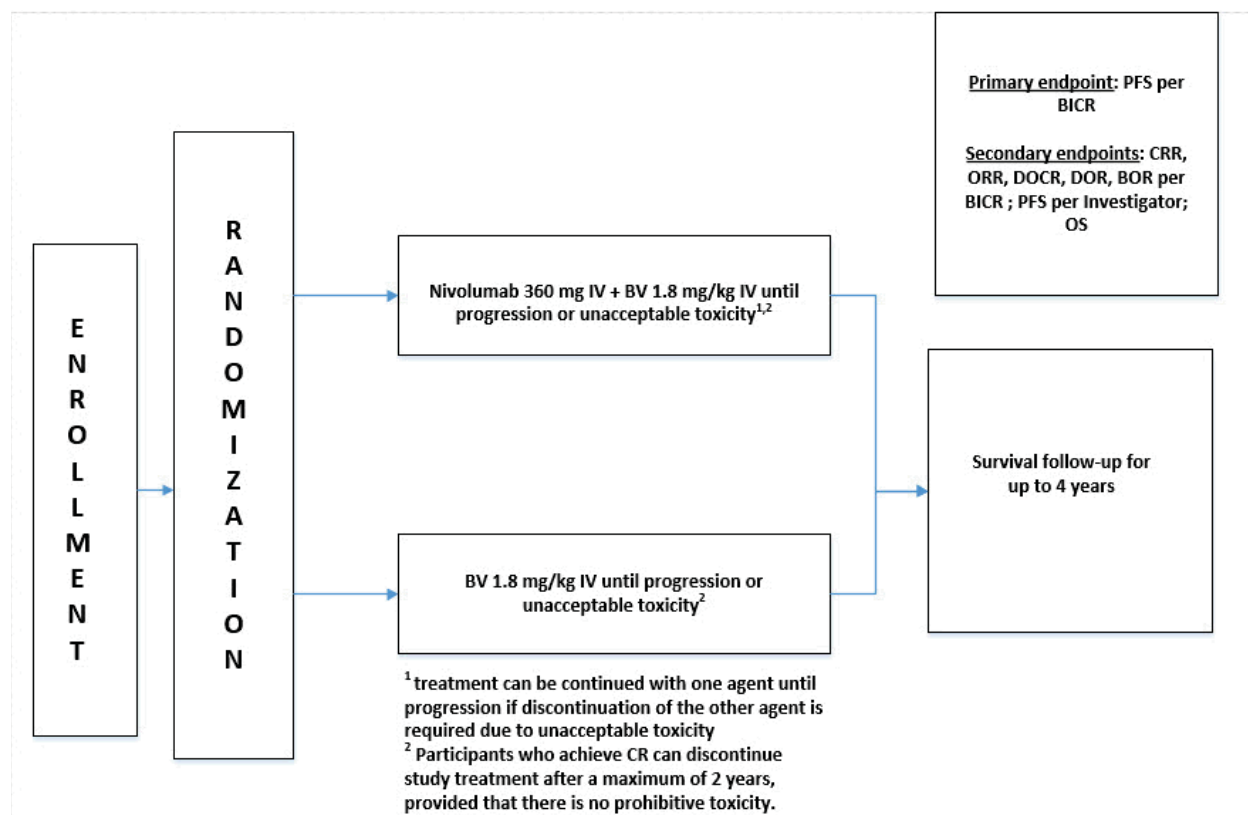 ENROLLMENT
RANDOMIZATION
Nivolumab 360 mg IV + BV 1.8 mg/kg IV until
progression or unacceptable toxicity1,2
BV 1.8 mg/kg IV until progression or
unacceptable toxicity2
1 treatment can be continued with one agent until
progression if discontinuation of the other agent is
required due to unacceptable toxicity
2 Participants who achieve CR can discontinue
study treatment after a maximum of 2 years,
provided that there is no prohibitive toxicity.
Primary endpoint: PFS per
BICR
Secondary endpoints: CRR,
ORR, DOCR, DOR, BOR per
BICR ; PFS per Investigator;
OS
Survival follow-up for
up to 4 years